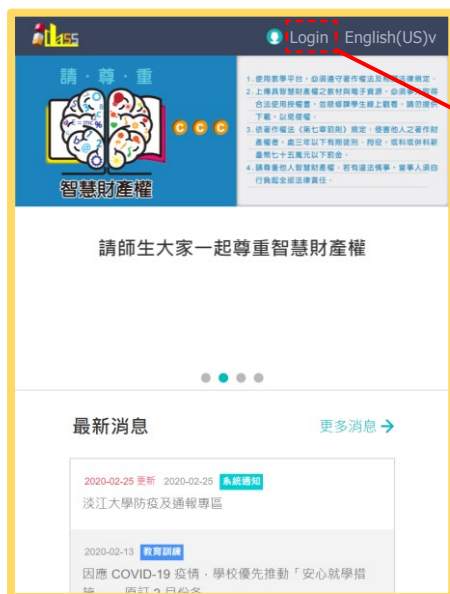 iClass
Login English(US)v
請・尊・重
C C C
智慧財產權
1.使用教學平台，必須遵守著作權法及相關法律規定。
2.上傳具智慧財產權之教材與電子資源，必須事先取得
合法使用授權書，並限修課學生線上觀看，請勿提供
下載，以免侵權。
3.依著作權法《第七章罰則》規定，侵害他人之著作財
產權者，處三年以下有期徒刑、拘役，或科或併科新
臺幣七十五萬元以下罰金。
4.請尊重他人智慧財產權，若有違法情事，當事人須自
行負起全部法律責任。
請師生大家一起尊重智慧財產權
最新消息 更多消息→
2020-02-25 更新 2020-02-25 系統通知
淡江大學防疫及通報專區
2020-02-13 教育訓練
因應 COVID-19 疫情，學校優先推動「安心就學措